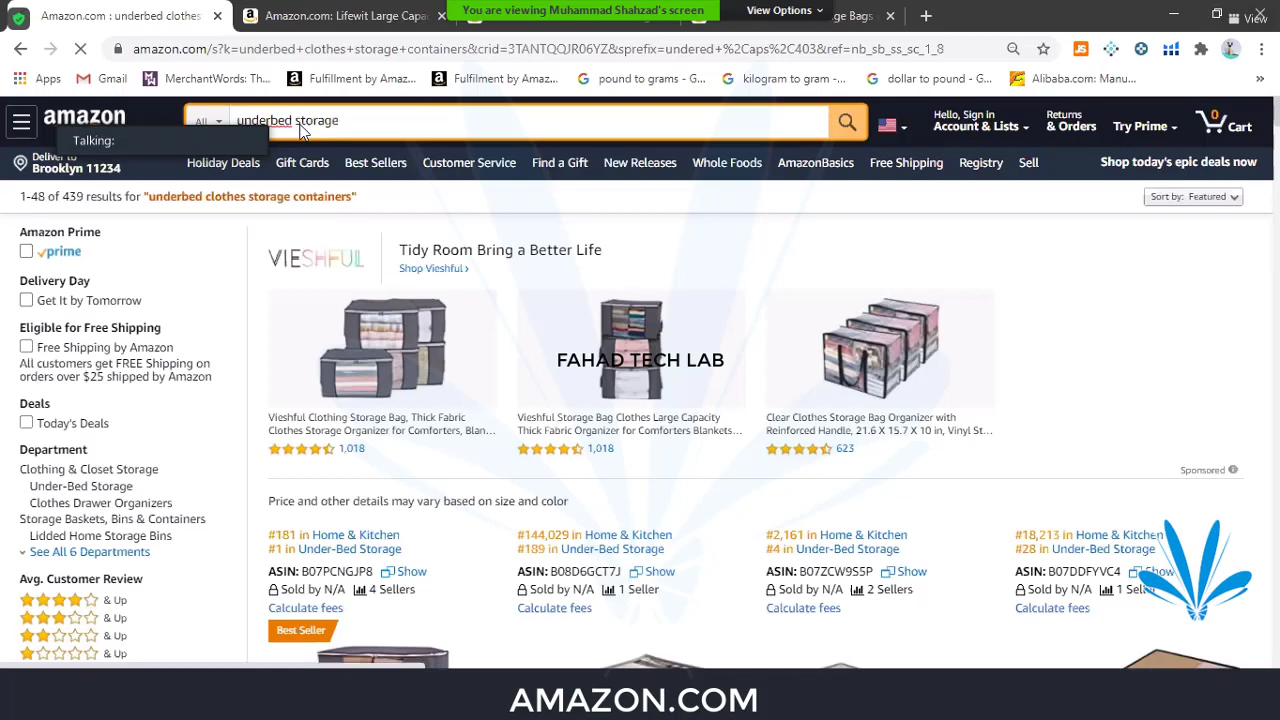 You are viewing Muhammad Shahzad's screen
View Options
View
Amazon.com : underbed clothes
Amazon.com: Lifewit Large Capa
age Bags
amazon.com/s?k=underbed+clothes+storage+containers&crid=3TANTQQJR06YZ&sprefix=undered+%2Caps%2C403&ref=nb_sb_ss_sc_1_8
Apps
Gmail
MerchantWords: Th...
Fulfillment by Amaz...
Fulfilment by Amaz...
pound to grams - G...
kilogram to gram -...
dollar to pound - G...
Alibaba.com: Manu...
amazon
All
underbed storage
Hello, Sign in
Account & Lists
Returns
& Orders
Try Prime
0
Cart
Talking:
Deliver to
Brooklyn 11234
Holiday Deals
Gift Cards
Best Sellers
Customer Service
Find a Gift
New Releases
Whole Foods
AmazonBasics
Free Shipping
Registry
Sell
Shop today's epic deals now
1-48 of 439 results for "underbed clothes storage containers"
Sort by: Featured
Amazon Prime
prime
Delivery Day
Get It by Tomorrow
Eligible for Free Shipping
Free Shipping by Amazon
All customers get FREE Shipping on
orders over $25 shipped by Amazon
Deals
Today's Deals
Department
Clothing & Closet Storage
Under-Bed Storage
Clothes Drawer Organizers
Storage Baskets, Bins & Containers
Lidded Home Storage Bins
See All 6 Departments
Avg. Customer Review
& Up
& Up
& Up
& Up
VIESHFUL
Tidy Room Bring a Better Life
Shop Vieshful ›
FAHAD TECH LAB
Vieshful Clothing Storage Bag, Thick Fabric
Clothes Storage Organizer for Comforters, Blan...
1,018
Vieshful Storage Bag Clothes Large Capacity
Thick Fabric Organizer for Comforters Blankets...
1,018
Clear Clothes Storage Bag Organizer with
Reinforced Handle, 21.6 X 15.7 X 10 in, Vinyl St...
623
Sponsored
Price and other details may vary based on size and color
#181 in Home & Kitchen
#1 in Under-Bed Storage
ASIN: B07PCNGJP8 Show
Sold by N/A 4 Sellers
Calculate fees
Best Seller
#144,029 in Home & Kitchen
#189 in Under-Bed Storage
ASIN: B08D6GCT7J Show
Sold by N/A 1 Seller
Calculate fees
#2,161 in Home & Kitchen
#4 in Under-Bed Storage
ASIN: B07ZCW9S5P Show
Sold by N/A 2 Sellers
Calculate fees
#18,213 in Home & Kitchen
#28 in Under-Bed Storage
ASIN: B07DDFYVC4 Show
Sold by N/A 1 Sell
Calculate fees
AMAZON.COM